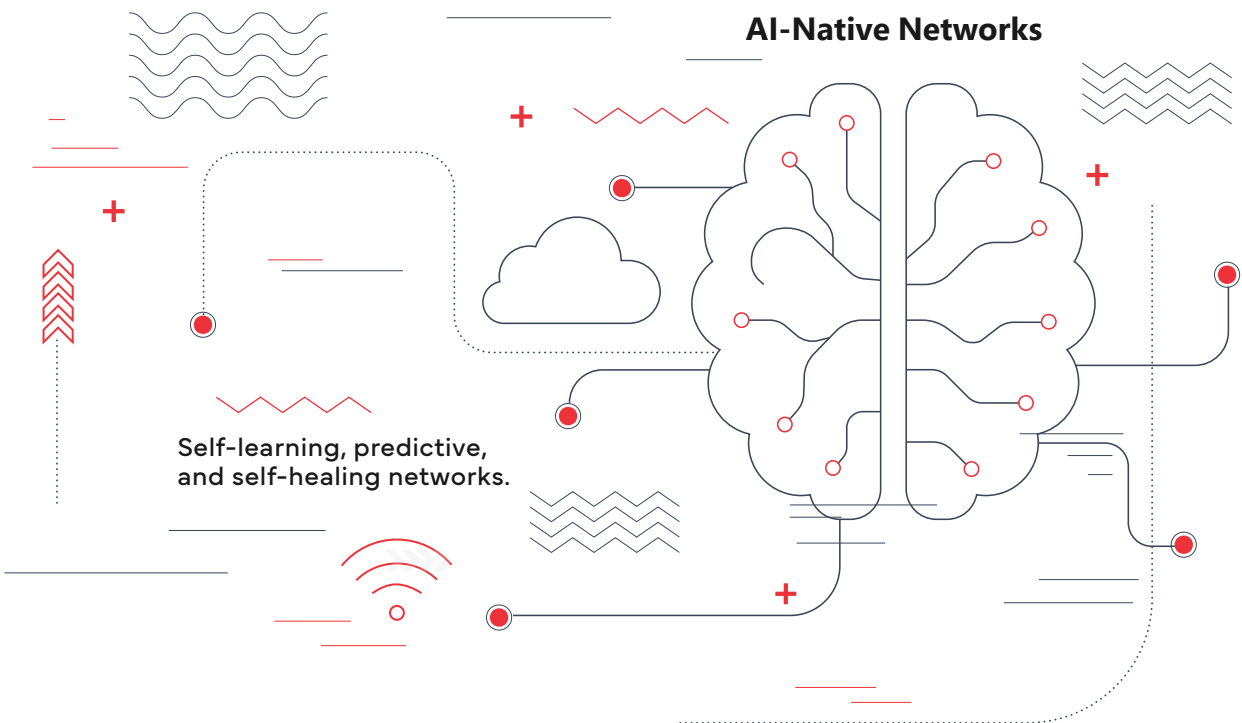 AI-Native Networks
Self-learning, predictive,
and self-healing networks.